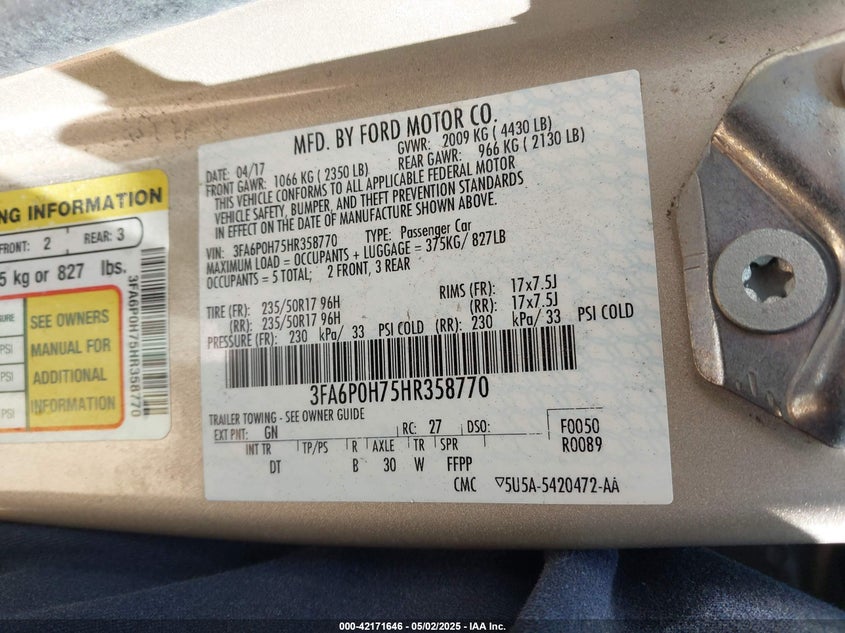 NG INFORMATION
FRONT: 2 REAR: 3
5 kg or 827 lbs.
PSI
PSI
PSI
SEE OWNERS
MANUAL FOR
ADDITIONAL
INFORMATION
3FA6P0H75HR358770
MFD. BY FORD MOTOR CO.
DATE: 04/17 GVWR: 2009 KG ( 4430 LB)
FRONT GAWR: 1066 KG ( 2350 LB) REAR GAWR: 966 KG ( 2130 LB)
THIS VEHICLE CONFORMS TO ALL APPLICABLE FEDERAL MOTOR
VEHICLE SAFETY, BUMPER, AND THEFT PREVENTION STANDARDS
IN EFFECT ON THE DATE OF MANUFACTURE SHOWN ABOVE.
VIN: 3FA6P0H75HR358770 TYPE: Passenger Car
MAXIMUM LOAD = OCCUPANTS + LUGGAGE = 375KG/ 827LB
OCCUPANTS = 5 TOTAL; 2 FRONT, 3 REAR
TIRE (FR): 235/50R17 96H RIMS (FR): 17x7.5J
(RR): 235/50R17 96H (RR): 17x7.5J
PRESSURE (FR): 230 kPa/ 33 PSI COLD (RR): 230 kPa/ 33 PSI COLD
3FA6P0H75HR358770
TRAILER TOWING - SEE OWNER GUIDE
EXT PNT: GN RC: 27 DSO: F0050
INT TR TP/PS R AXLE TR SPR R0089
DT B 30 W FFPP
CMC ▽5U5A-5420472-AA
000-42171646 - 05/02/2025 - IAA Inc.